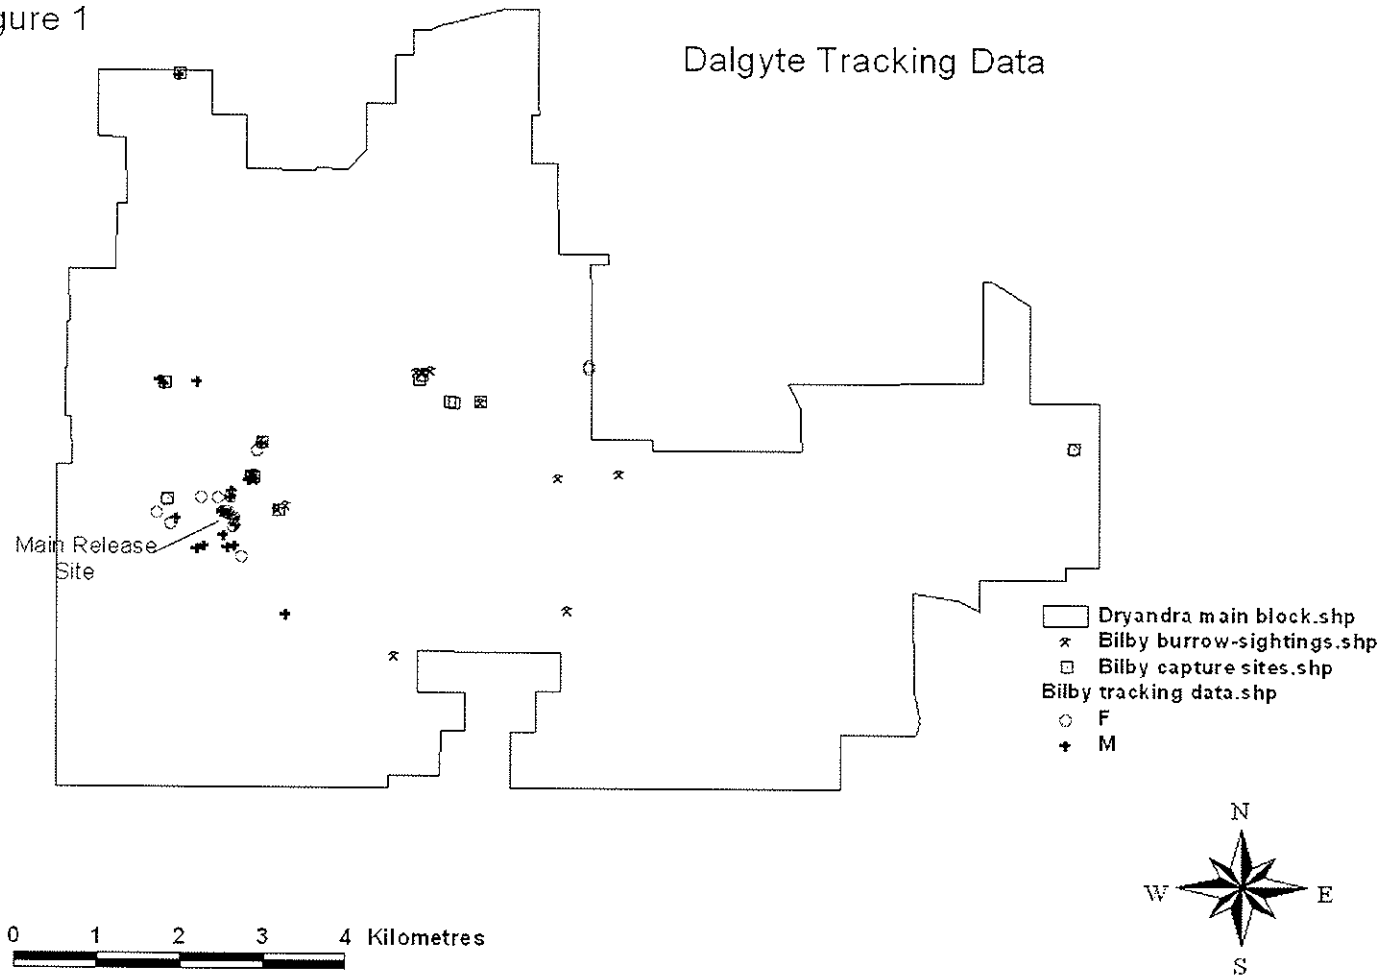 gure 1
Dalgyte Tracking Data
Main Release
Site
Dryandra main block.shp
Bilby burrow-sightings.shp
Bilby capture sites.shp
Bilby tracking data.shp
F
M
N
W E
S
0 1 2 3 4 Kilometres